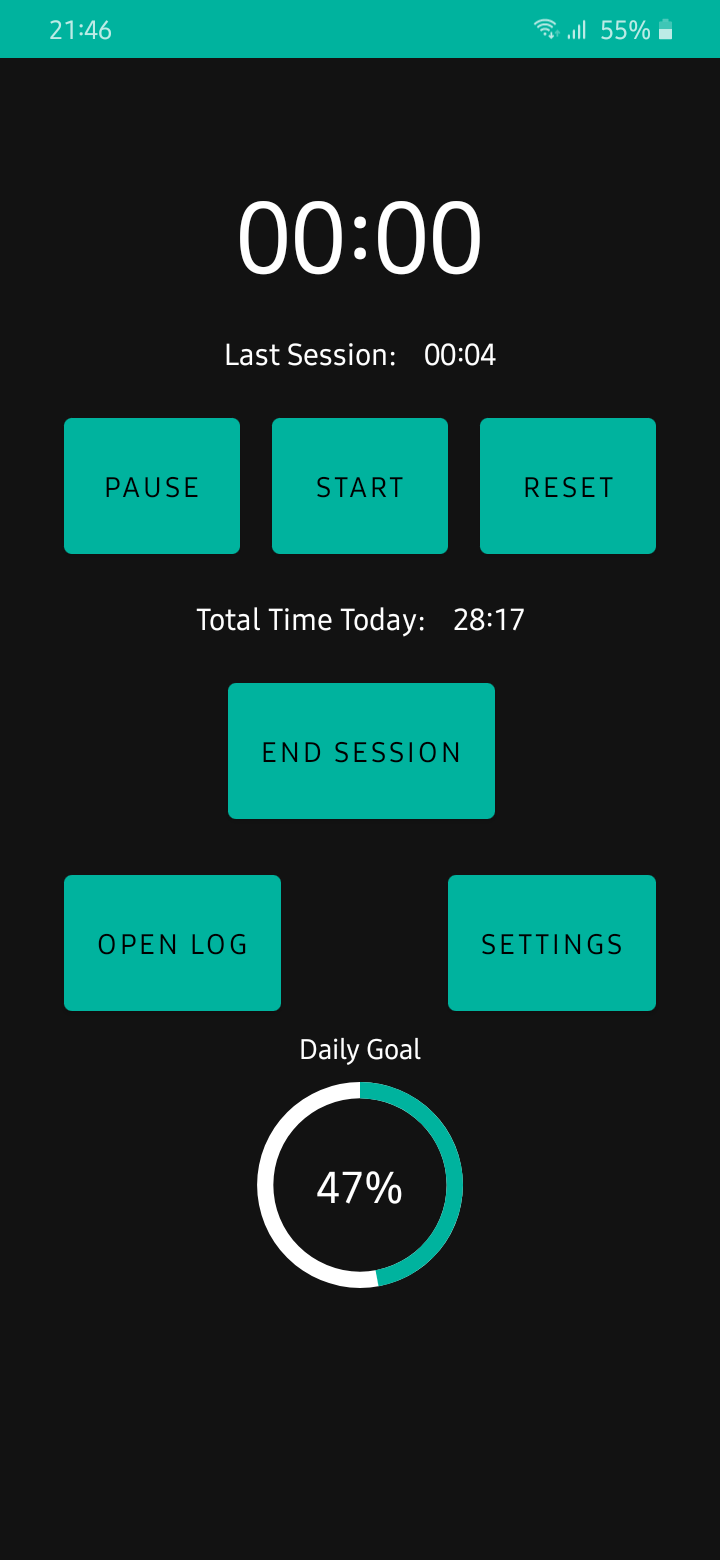 21:46 55%
00:00
Last Session: 00:04
PAUSE START RESET
Total Time Today: 28:17
END SESSION
OPEN LOG SETTINGS
Daily Goal
47%